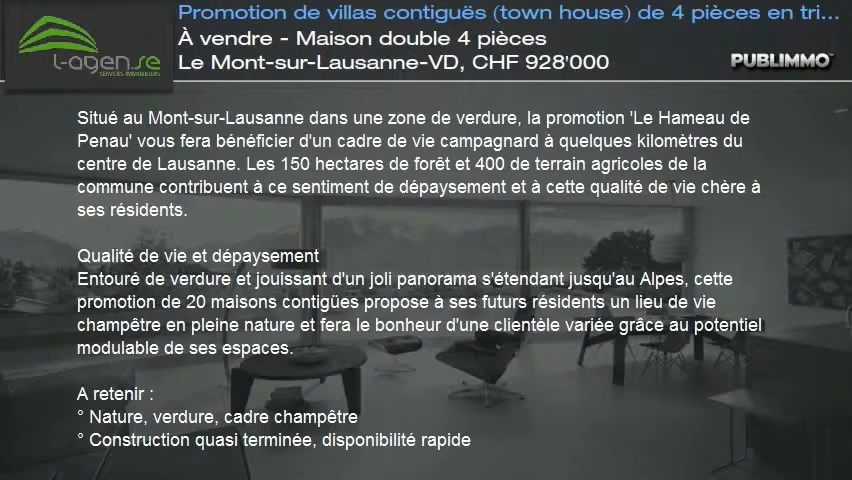 Promotion de villas contiguës (town house) de 4 pièces en tri...
À vendre - Maison double 4 pièces
Le Mont-sur-Lausanne-VD, CHF 928'000
l-agence
SERVICES IMMOBILIERS
PUBLIMMO
Situé au Mont-sur-Lausanne dans une zone de verdure, la promotion 'Le Hameau de
Penau' vous fera bénéficier d'un cadre de vie campagnard à quelques kilomètres du
centre de Lausanne. Les 150 hectares de forêt et 400 de terrain agricoles de la
commune contribuent à ce sentiment de dépaysement et à cette qualité de vie chère à
ses résidents.
Qualité de vie et dépaysement
Entouré de verdure et jouissant d'un joli panorama s'étendant jusqu'au Alpes, cette
promotion de 20 maisons contigües propose à ses futurs résidents un lieu de vie
champêtre en pleine nature et fera le bonheur d'une clientèle variée grâce au potentiel
modulable de ses espaces.
A retenir :
° Nature, verdure, cadre champêtre
° Construction quasi terminée, disponibilité rapide